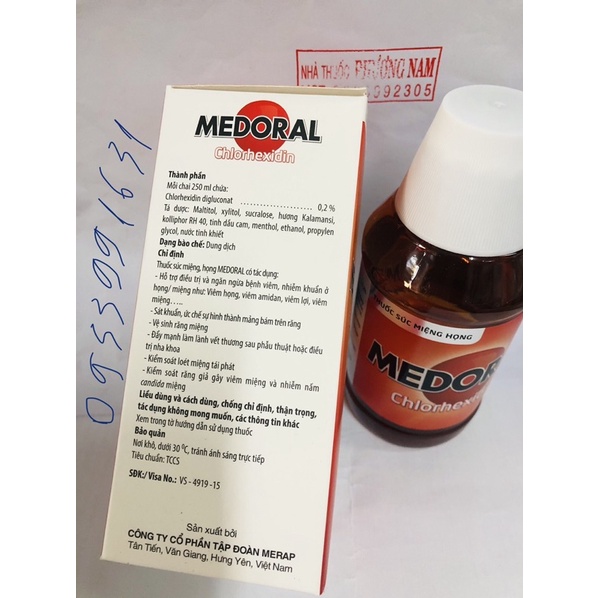 NHÀ THUỐC PHƯƠNG NAM
092305
0953991631
MEDORAL
Chlorhexidin
Thành phần
Mỗi chai 250 ml chứa:
Chlorhexidin digluconat ........................ 0,2 %
Tá dược: Maltitol, xylitol, sucralose, hương Kalamansi,
kolliphor RH 40, tinh dầu cam, menthol, ethanol, propylen
glycol, nước tinh khiết
Dạng bào chế: Dung dịch
Chỉ định
Thuốc súc miệng, họng MEDORAL có tác dụng:
- Hỗ trợ điều trị và ngăn ngừa bệnh viêm, nhiễm khuẩn ở
họng/ miệng như: Viêm họng, viêm amidan, viêm lợi, viêm
miệng.....
- Sát khuẩn, ức chế sự hình thành mảng bám trên răng
- Vệ sinh răng miệng
- Đẩy mạnh làm lành vết thương sau phẫu thuật hoặc điều
trị nha khoa
- Kiểm soát loét miệng tái phát
- Kiểm soát răng giả gây viêm miệng và nhiễm nấm
candida miệng
Liều dùng và cách dùng, chống chỉ định, thận trọng,
tác dụng không mong muốn, các thông tin khác
Xem trong tờ hướng dẫn sử dụng thuốc
Bảo quản
Nơi khô, dưới 30 ⁰C, tránh ánh sáng trực tiếp
Tiêu chuẩn: TCCS
SĐK:/ Visa No.: VS - 4919 -15
Sản xuất bởi
CÔNG TY CỔ PHẦN TẬP ĐOÀN MERAP
Tân Tiến, Văn Giang, Hưng Yên, Việt Nam
THUỐC SÚC MIỆNG HỌNG
MEDORAL
Chlorhexidin